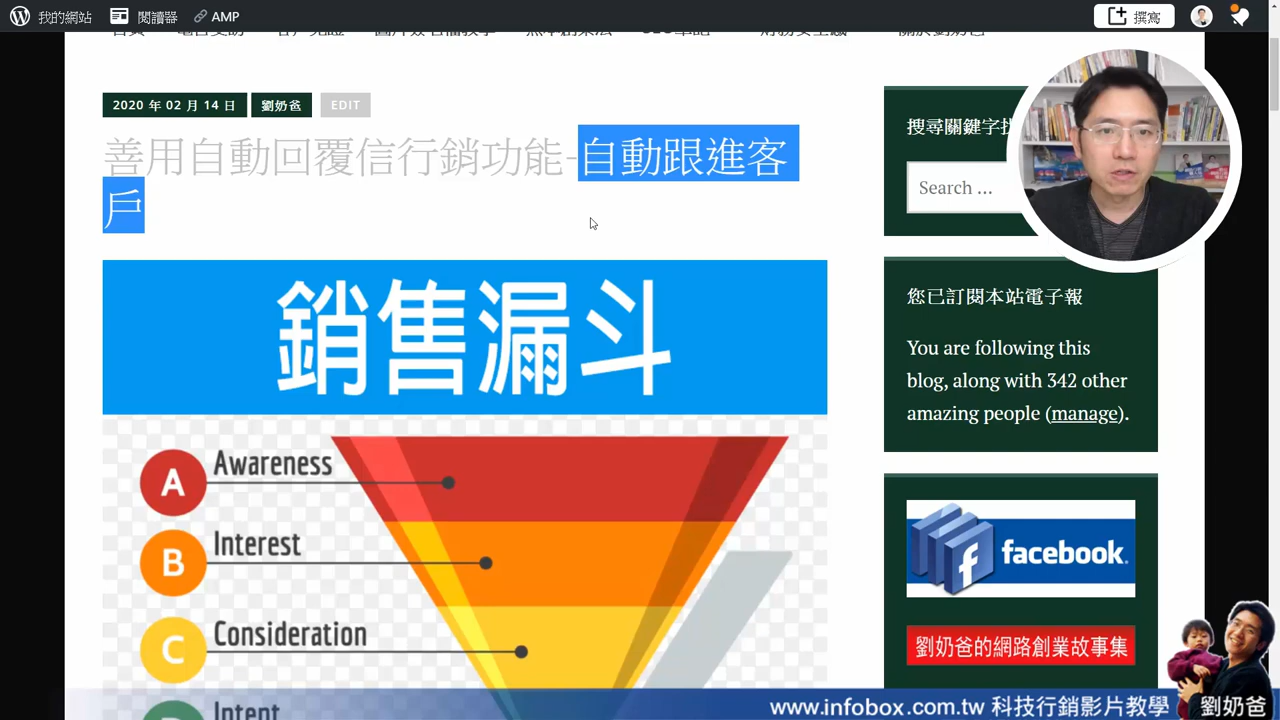 我的網站 閱讀器 AMP 撰寫
2020 年 02 月 14 日 劉奶爸 EDIT
善用自動回覆信行銷功能-自動跟進客
戶
銷售漏斗
A Awareness
B Interest
C Consideration
Intent
搜尋關鍵字
Search ...
您已訂閱本站電子報
You are following this
blog, along with 342 other
amazing people (manage).
facebook.
劉奶爸的網路創業故事集
www.infobox.com.tw 科技行銷影片教學 劉奶爸